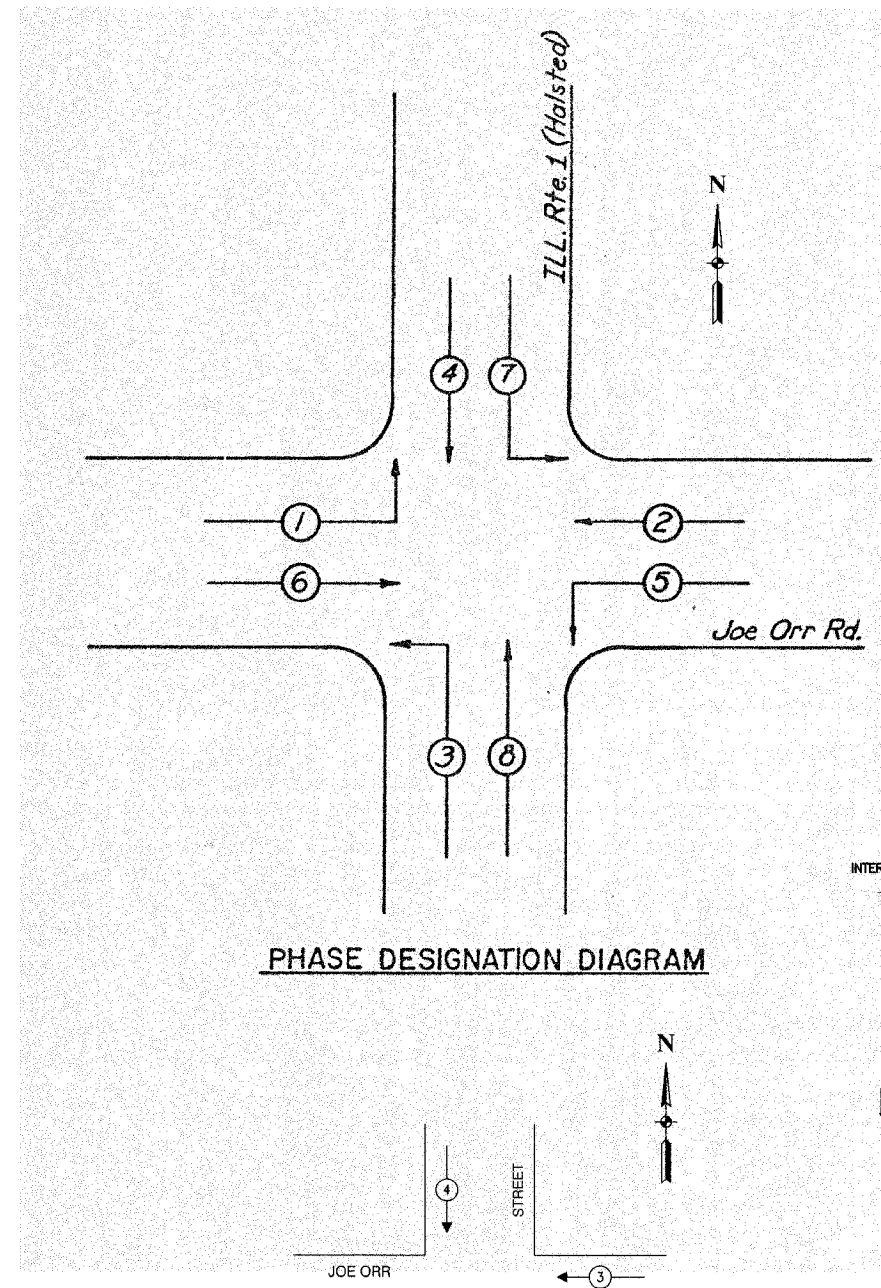 ILL. Rte. 1 (Halsted)
N
4 7
1 2
6 5
Joe Orr Rd.
3 8
INTER
PHASE DESIGNATION DIAGRAM
N
4
STREET
JOE ORR
3